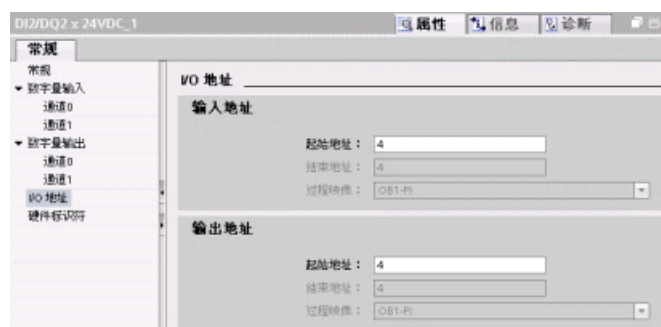 DI2/DQ2 x 24VDC_1
属性
信息
诊断
常规
常规
数字量输入
通道0
通道1
数字量输出
通道0
通道1
I/O 地址
硬件标识符
I/O 地址
输入地址
起始地址： 4
结束地址： 4
过程映像： OB1-PI
输出地址
起始地址： 4
结束地址： 4
过程映像： OB1-PI